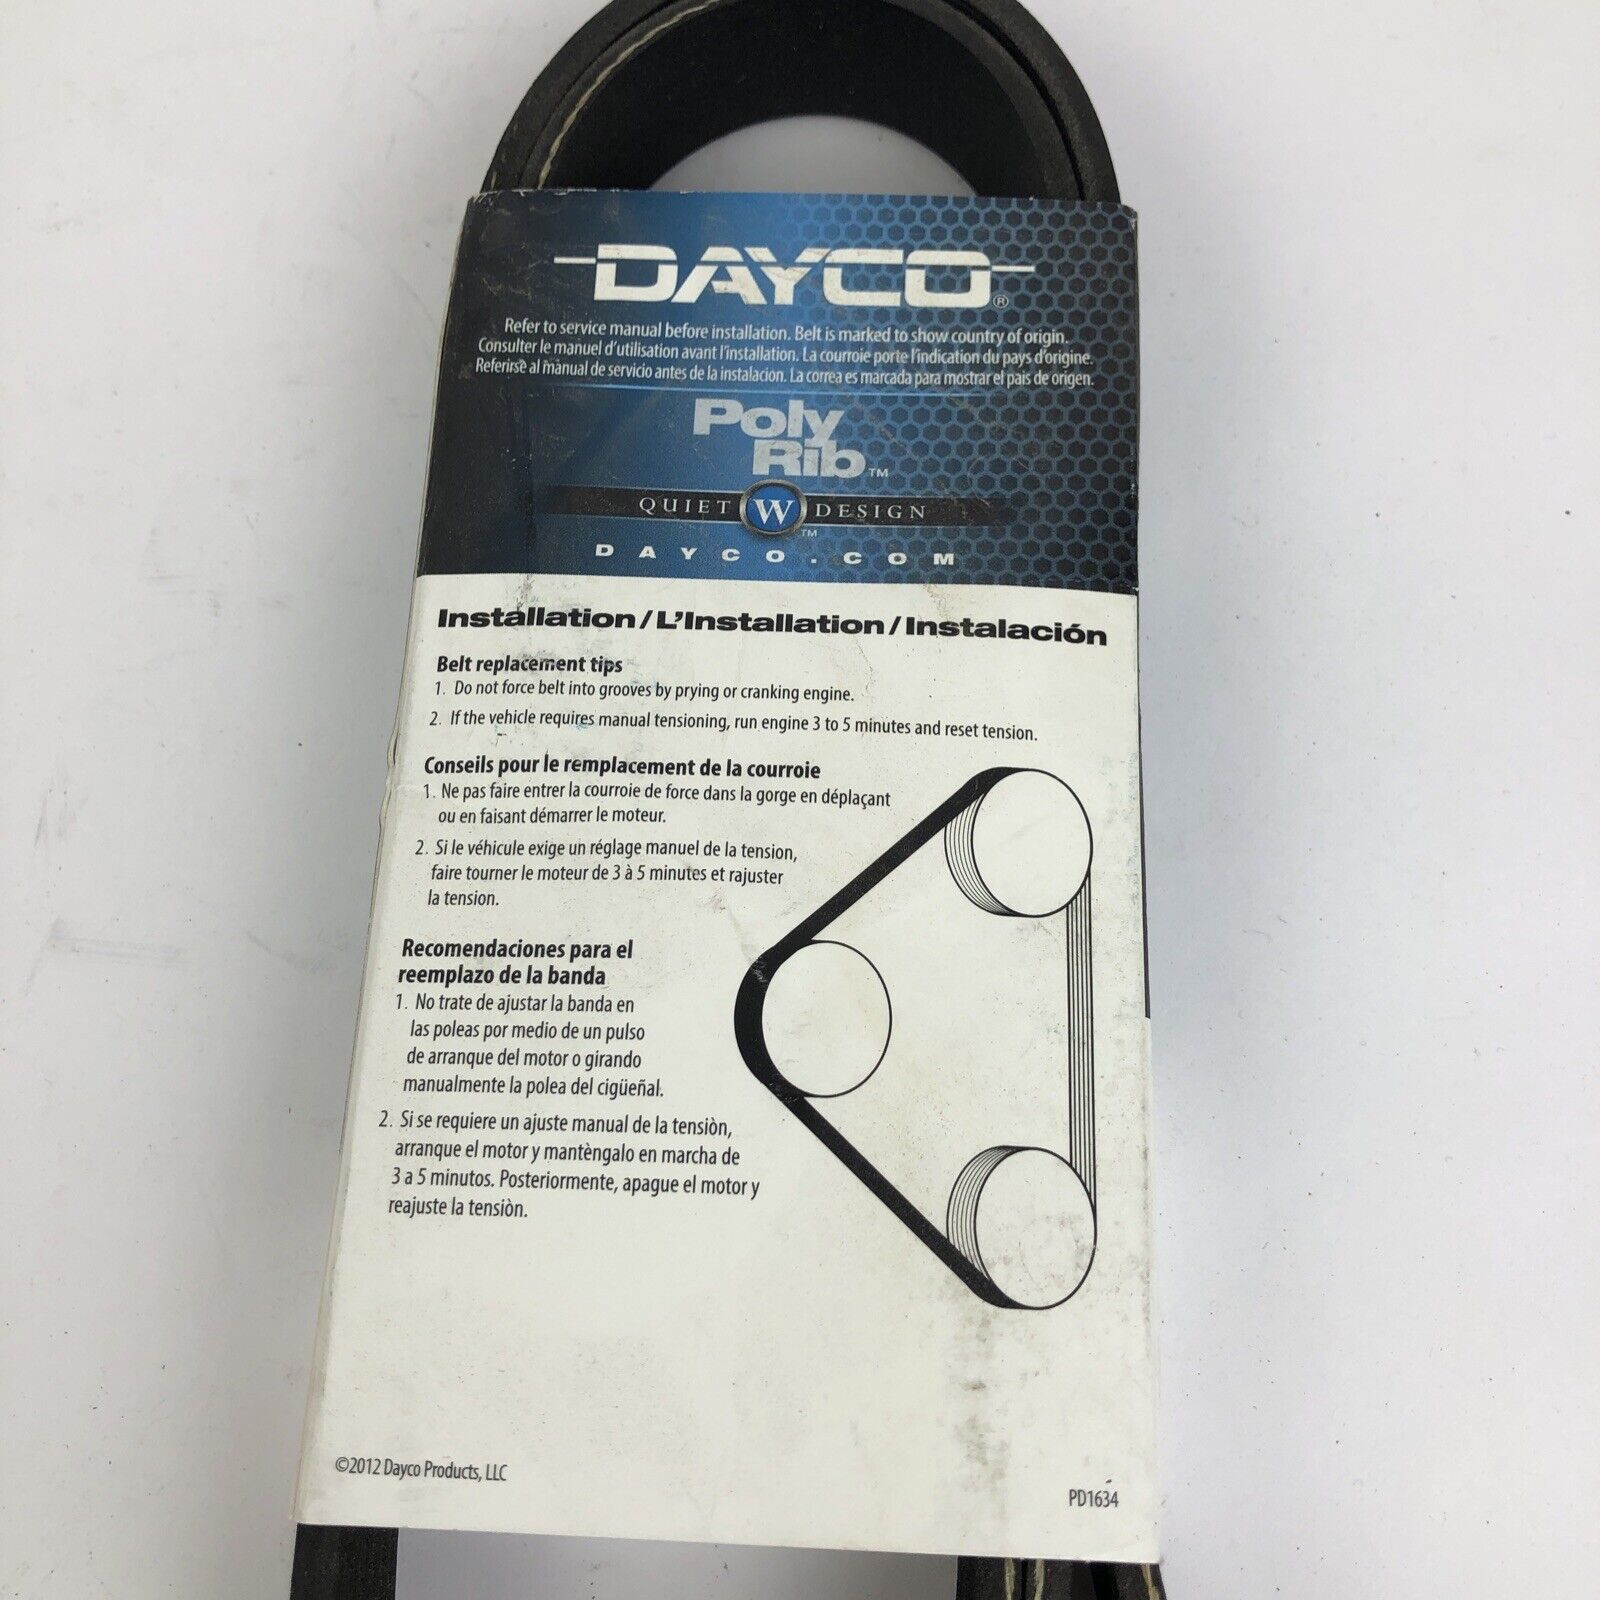 DAYCO®
Refer to service manual before installation. Belt is marked to show country of origin.
Consulter le manuel d'utilisation avant l'installation. La courroie porte l'indication du pays d'origine.
Referirse al manual de servicio antes de la instalacion. La correa es marcada para mostrar el pais de origen.
Poly
Rib™
QUIET W DESIGN
™
DAYCO.COM
Installation/L'Installation/Instalación
Belt replacement tips
1. Do not force belt into grooves by prying or cranking engine.
2. If the vehicle requires manual tensioning, run engine 3 to 5 minutes and reset tension.
Conseils pour le remplacement de la courroie
1. Ne pas faire entrer la courroie de force dans la gorge en déplaçant
ou en faisant démarrer le moteur.
2. Si le véhicule exige un réglage manuel de la tension,
faire tourner le moteur de 3 à 5 minutes et rajuster
la tension.
Recomendaciones para el
reemplazo de la banda
1. No trate de ajustar la banda en
las poleas por medio de un pulso
de arranque del motor o girando
manualmente la polea del cigüeñal.
2. Si se requiere un ajuste manual de la tensiòn,
arranque el motor y mantèngalo en marcha de
3 a 5 minutos. Posteriormente, apague el motor y
reajuste la tensiòn.
©2012 Dayco Products, LLC
PD1634